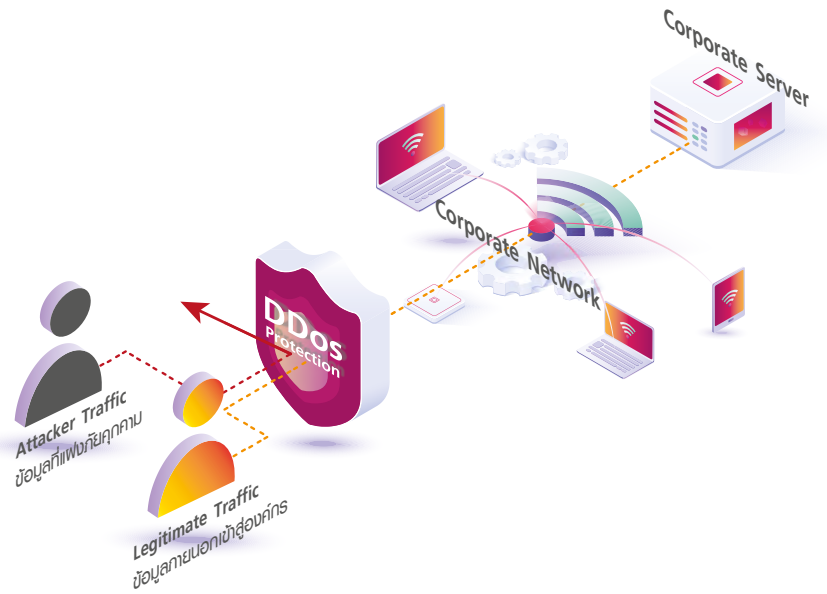 Corporate Server
Corporate Network
DDoS
Protection
Attacker Traffic
ข้อมูลที่แฝงภัยคุกคาม
Legitimate Traffic
ข้อมูลภายนอกเข้าสู่องค์กร